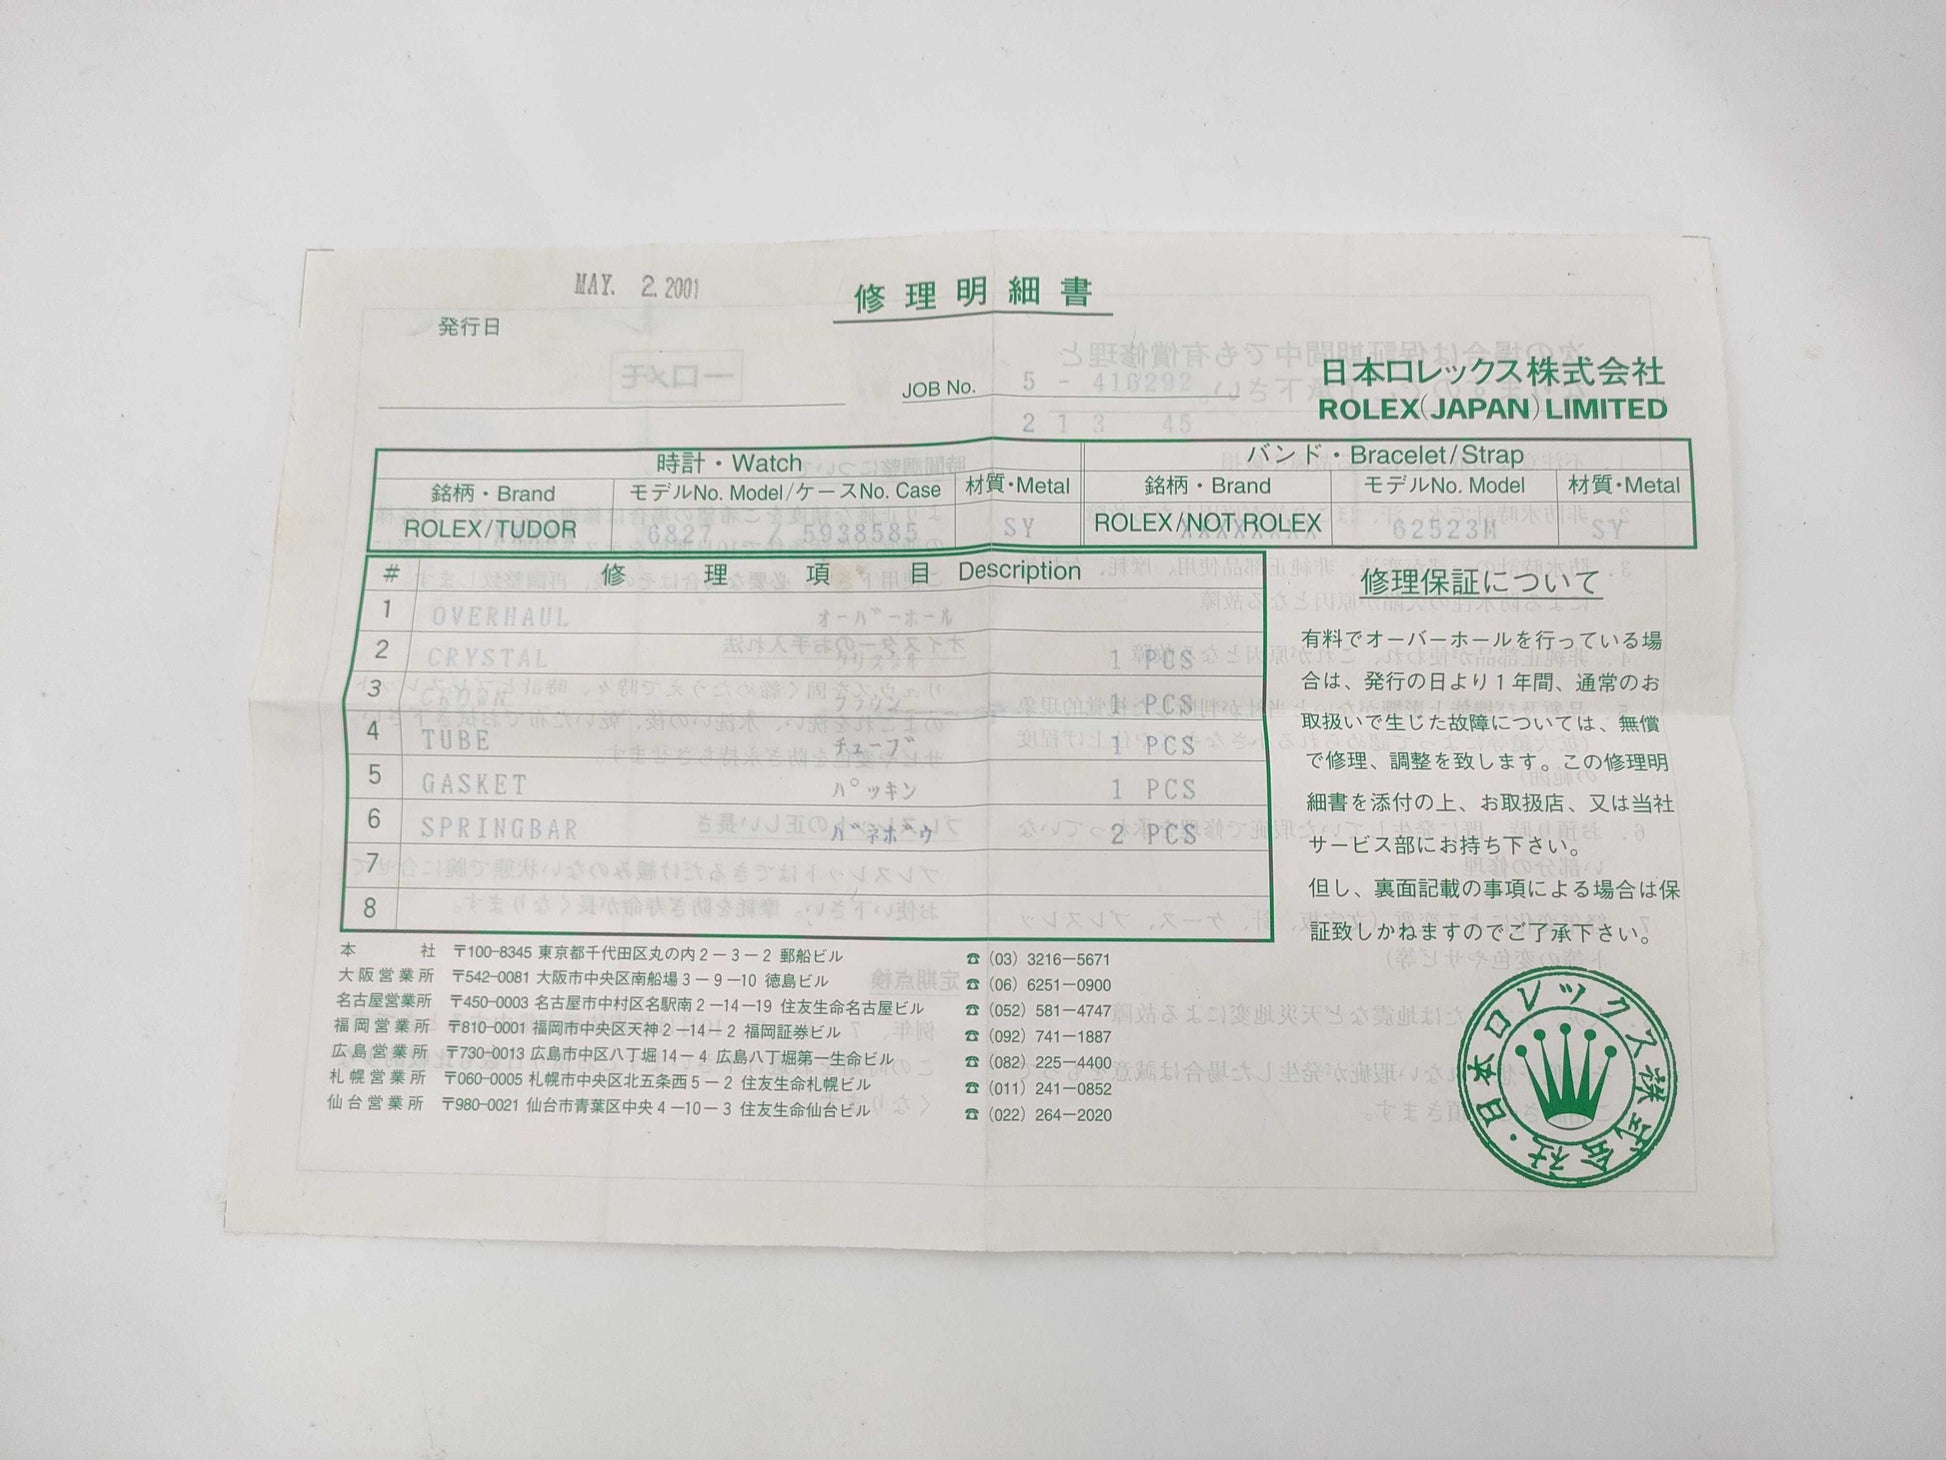 MAY. 2. 2001
修理明細書
発行日
JOB No. 5 - 416292
2 1 3 45
日本ロレックス株式会社
ROLEX(JAPAN)LIMITED
時計・Watch バンド・Bracelet/Strap
銘柄・Brand モデルNo. Model/ケースNo. Case 材質・Metal 銘柄・Brand モデルNo. Model 材質・Metal
ROLEX/TUDOR 6827 / 5938585 SY ROLEX/NOT ROLEX XXXXXXXX 62523H SY
# 修理項目 Description
1 OVERHAUL オーバーホール
2 CRYSTAL クリスタル 1 PCS
3 CROWN クラウン 1 PCS
4 TUBE チューブ 1 PCS
5 GASKET パッキン 1 PCS
6 SPRINGBAR バネボウ 2 PCS
7
8
修理保証について
有料でオーバーホールを行っている場
合は、発行の日より1年間、通常のお
取扱いで生じた故障については、無償
で修理、調整を致します。この修理明
細書を添付の上、お取扱店、又は当社
サービス部にお持ち下さい。
但し、裏面記載の事項による場合は保
証致しかねますのでご了承下さい。
本社 〒100-8345 東京都千代田区丸の内2-3-2 郵船ビル ☎ (03) 3216-5671
大阪営業所 〒542-0081 大阪市中央区南船場3-9-10 徳島ビル ☎ (06) 6251-0900
名古屋営業所 〒450-0003 名古屋市中村区名駅南2-14-19 住友生命名古屋ビル ☎ (052) 581-4747
福岡営業所 〒810-0001 福岡市中央区天神2-14-2 福岡証券ビル ☎ (092) 741-1887
広島営業所 〒730-0013 広島市中区八丁堀14-4 広島八丁堀第一生命ビル ☎ (082) 225-4400
札幌営業所 〒060-0005 札幌市中央区北五条西5-2 住友生命札幌ビル ☎ (011) 241-0852
仙台営業所 〒980-0021 仙台市青葉区中央4-10-3 住友生命仙台ビル ☎ (022) 264-2020
日本ロレックス株式会社・